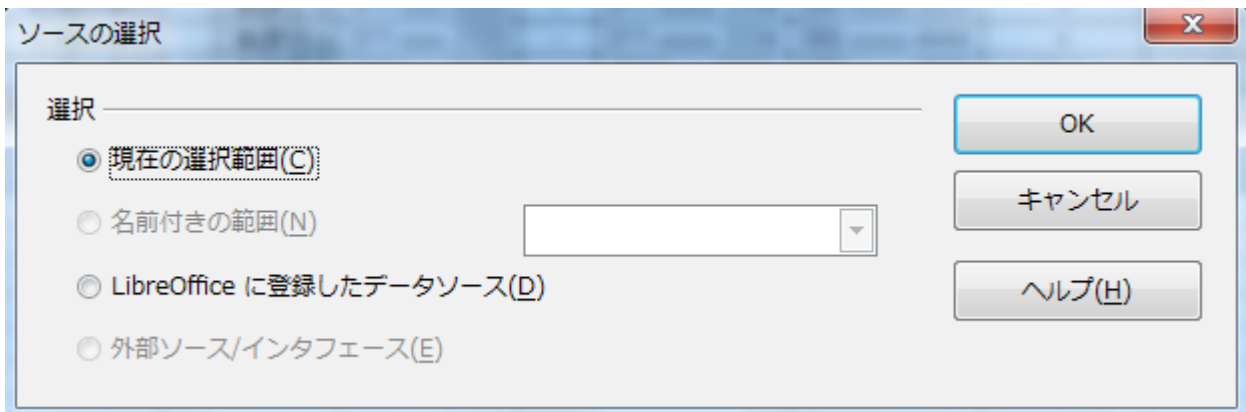 ソースの選択
選択
現在の選択範囲(C)
名前付きの範囲(N)
LibreOffice に登録したデータソース(D)
外部ソース/インタフェース(E)
OK
キャンセル
ヘルプ(H)